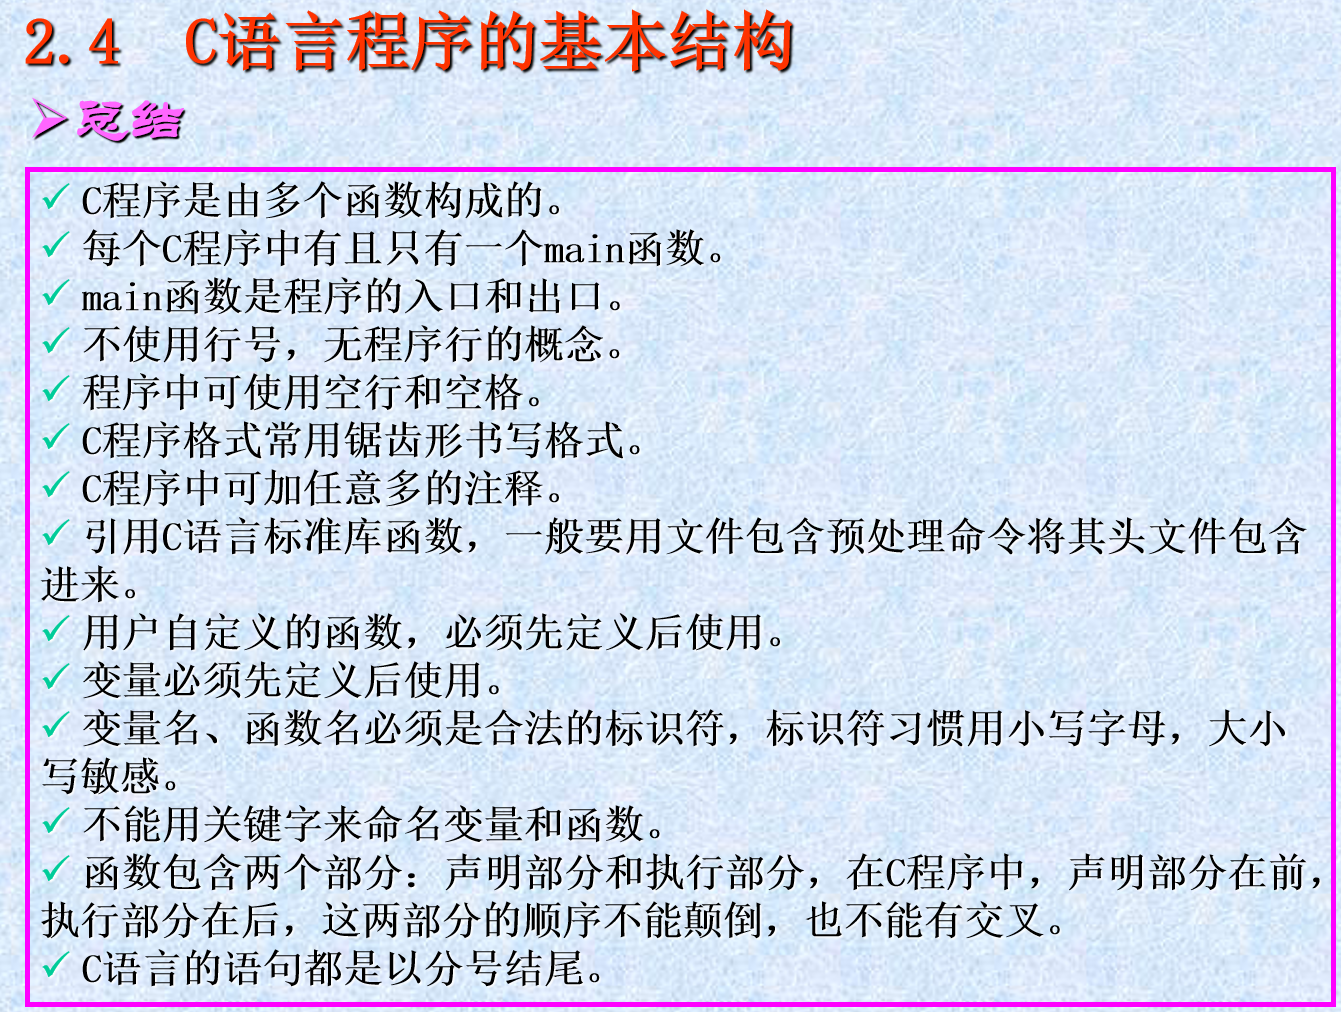 2.4 C语言程序的基本结构
➢总结
✓ C程序是由多个函数构成的。
✓ 每个C程序中有且只有一个main函数。
✓ main函数是程序的入口和出口。
✓ 不使用行号，无程序行的概念。
✓ 程序中可使用空行和空格。
✓ C程序格式常用锯齿形书写格式。
✓ C程序中可加任意多的注释。
✓ 引用C语言标准库函数，一般要用文件包含预处理命令将其头文件包含
进来。
✓ 用户自定义的函数，必须先定义后使用。
✓ 变量必须先定义后使用。
✓ 变量名、函数名必须是合法的标识符，标识符习惯用小写字母，大小
写敏感。
✓ 不能用关键字来命名变量和函数。
✓ 函数包含两个部分：声明部分和执行部分，在C程序中，声明部分在前，
执行部分在后，这两部分的顺序不能颠倒，也不能有交叉。
✓ C语言的语句都是以分号结尾。